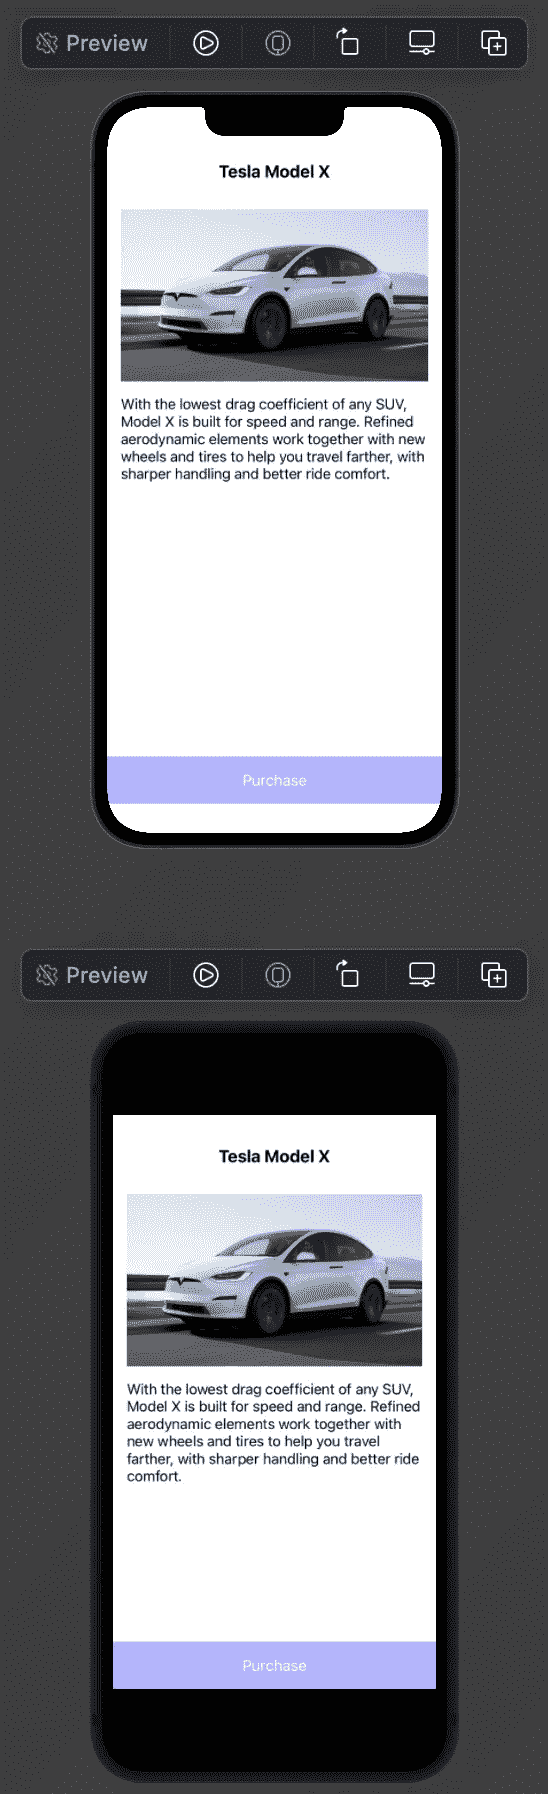 Preview
Tesla Model X
With the lowest drag coefficient of any SUV,
Model X is built for speed and range. Refined
aerodynamic elements work together with new
wheels and tires to help you travel farther, with
sharper handling and better ride comfort.
Purchase
Preview
Tesla Model X
With the lowest drag coefficient of any SUV,
Model X is built for speed and range. Refined
aerodynamic elements work together with
new wheels and tires to help you travel
farther, with sharper handling and better ride
comfort.
Purchase